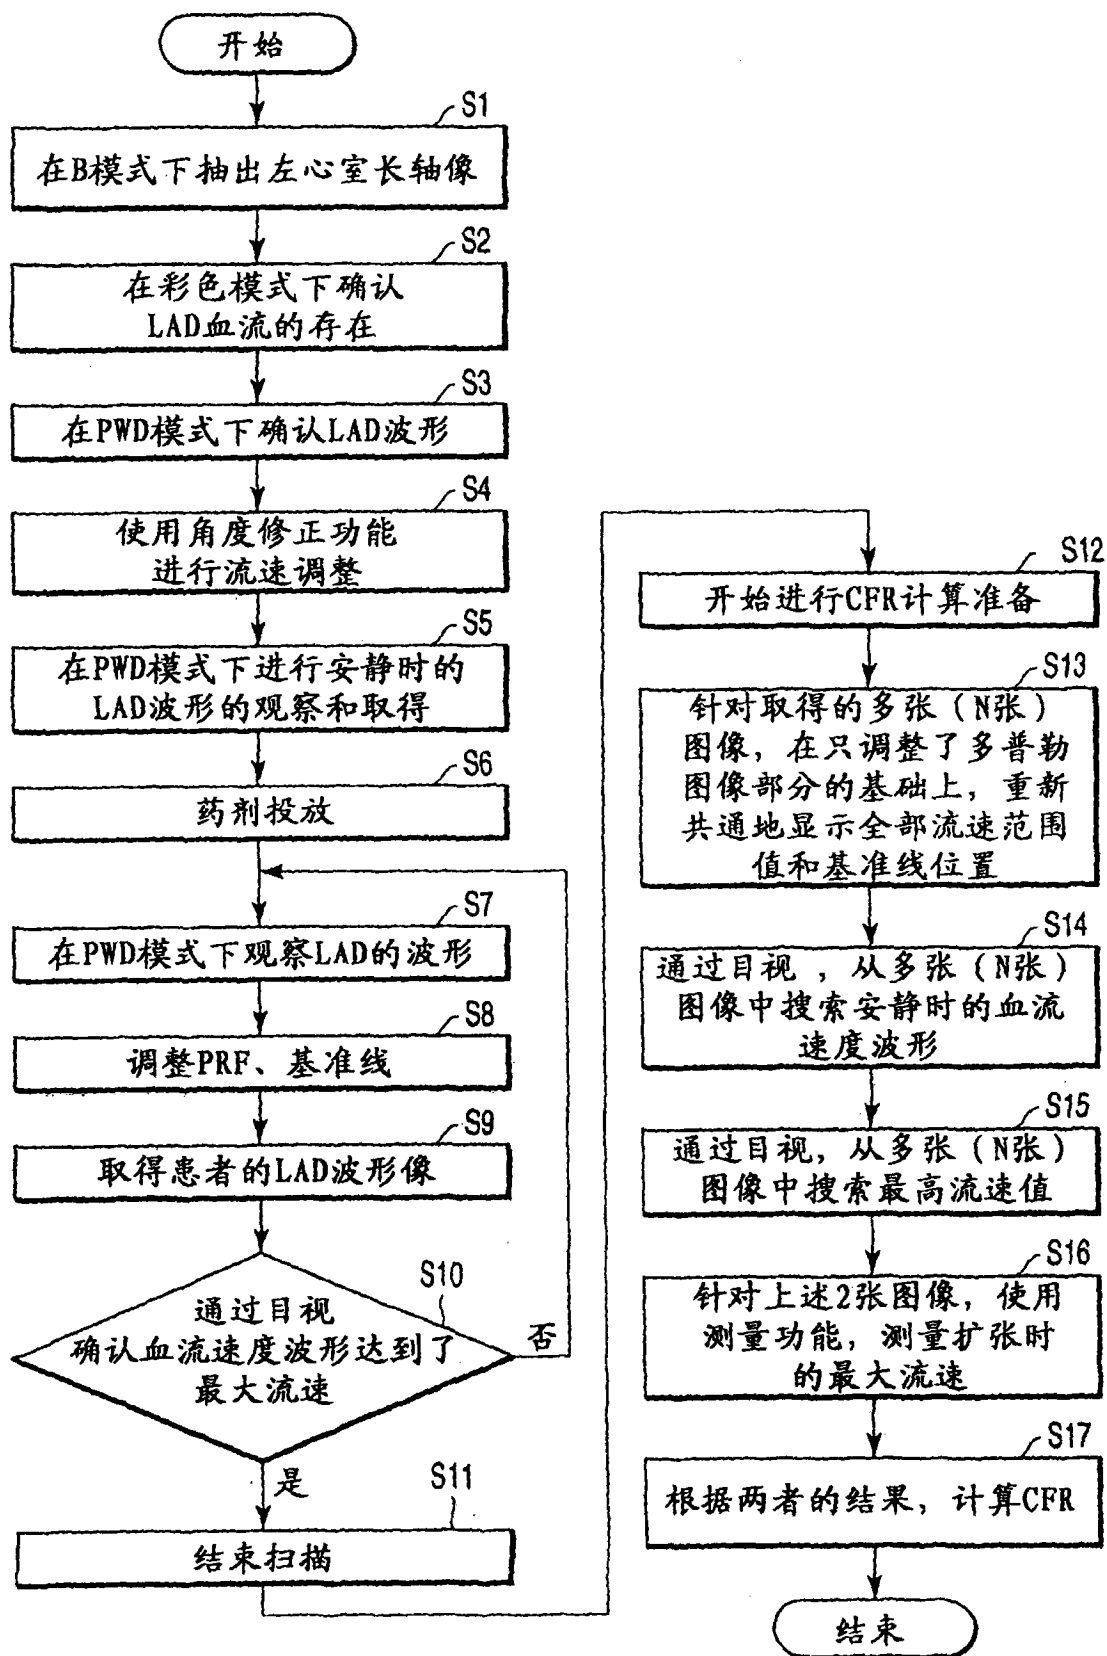 开始
S1
在B模式下抽出左心室长轴像
S2
在彩色模式下确认
LAD血流的存在
S3
在PWD模式下确认LAD波形
S4
使用角度修正功能
进行流速调整
S5
在PWD模式下进行安静时的
LAD波形的观察和取得
S6
药剂投放
S7
在PWD模式下观察LAD的波形
S8
调整PRF、基准线
S9
取得患者的LAD波形像
S10
通过目视
确认血流速度波形达到了
最大流速
否
是
S11
结束扫描
S12
开始进行CFR计算准备
S13
针对取得的多张（N张）
图像，在只调整了多普勒
图像部分的基础上，重新
共通地显示全部流速范围
值和基准线位置
S14
通过目视，从多张（N张）
图像中搜索安静时的血流
速度波形
S15
通过目视，从多张（N张）
图像中搜索最高流速值
S16
针对上述2张图像，使用
测量功能，测量扩张时
的最大流速
S17
根据两者的结果，计算CFR
结束